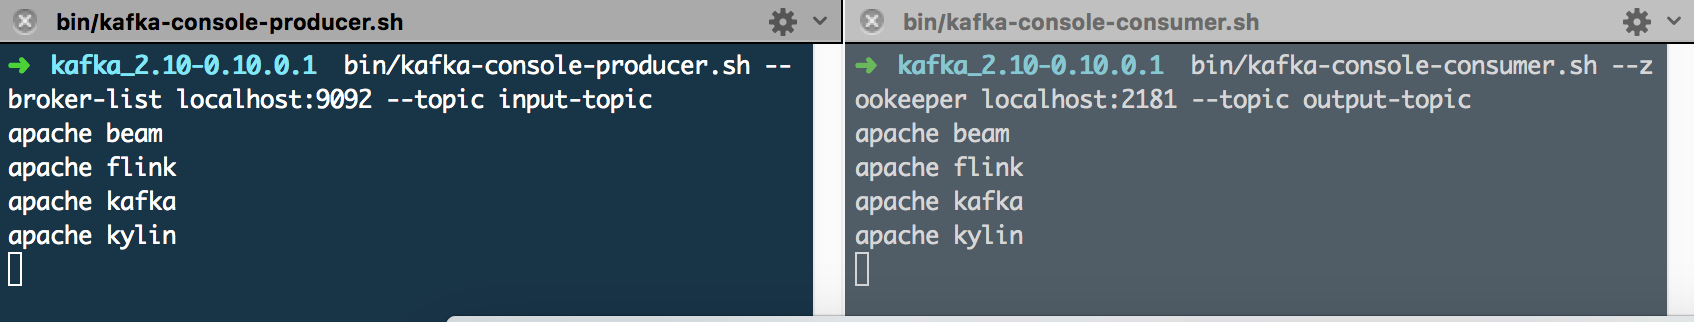 bin/kafka-console-producer.sh
➜ kafka_2.10-0.10.0.1 bin/kafka-console-producer.sh --
broker-list localhost:9092 --topic input-topic
apache beam
apache flink
apache kafka
apache kylin
bin/kafka-console-consumer.sh
➜ kafka_2.10-0.10.0.1 bin/kafka-console-consumer.sh --z
ookeeper localhost:2181 --topic output-topic
apache beam
apache flink
apache kafka
apache kylin